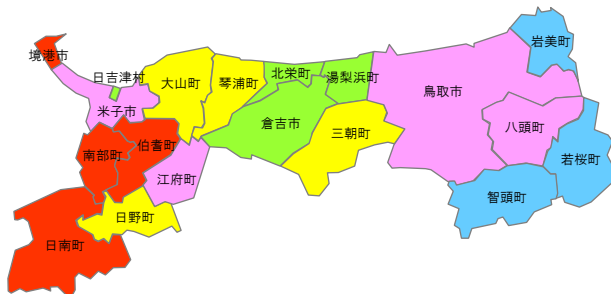 岩美町
境港市
大山町
琴浦町
北栄町
湯梨浜町
日吉津村
鳥取市
米子市
倉吉市
八頭町
三朝町
伯耆町
南部町
若桜町
江府町
智頭町
日野町
日南町